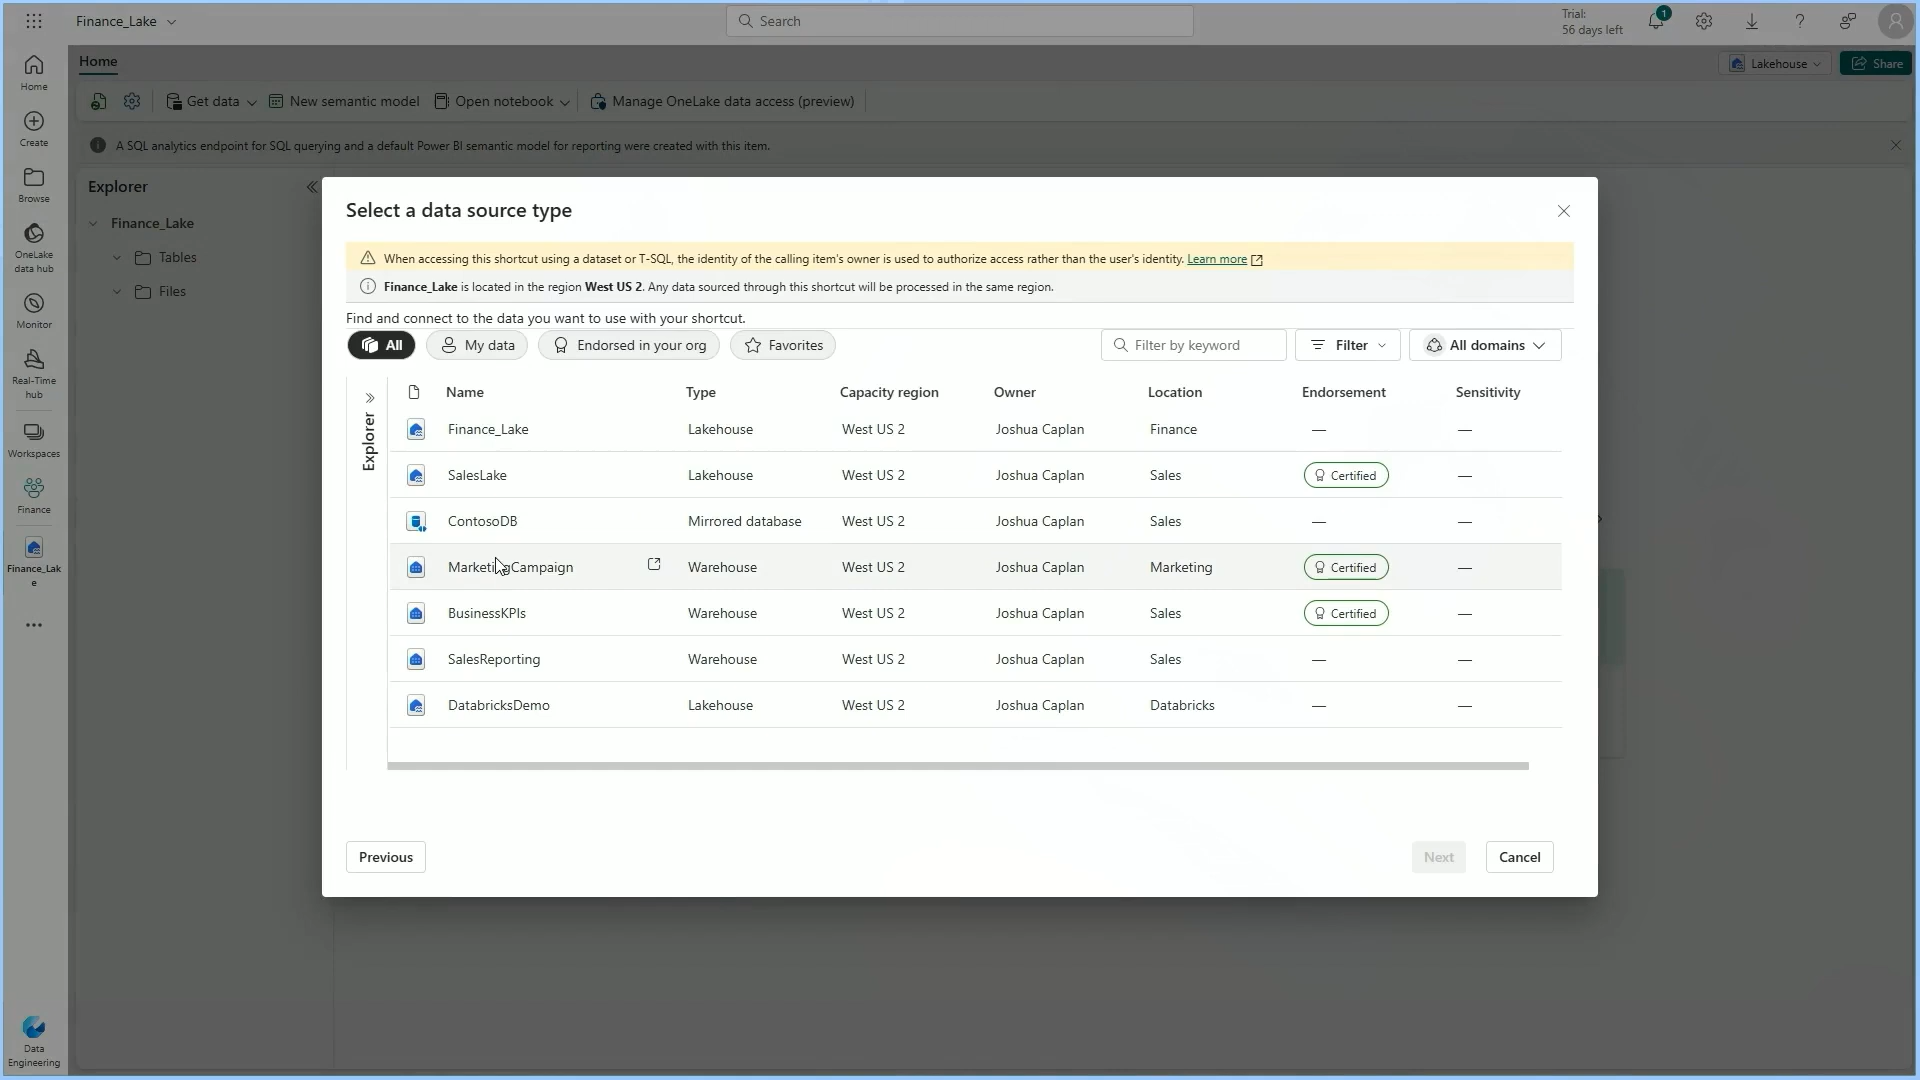 Finance_Lake
Search
Trial:
56 days left
1
Home
Create
Browse
OneLake
data hub
Monitor
Real-Time
hub
Workspaces
Finance
Finance_Lak
e
Data
Engineering
Home
Lakehouse
Share
Get data
New semantic model
Open notebook
Manage OneLake data access (preview)
A SQL analytics endpoint for SQL querying and a default Power BI semantic model for reporting were created with this item.
Explorer
Finance_Lake
Tables
Files
Select a data source type
When accessing this shortcut using a dataset or T-SQL, the identity of the calling item's owner is used to authorize access rather than the user's identity. Learn more
Finance_Lake is located in the region West US 2. Any data sourced through this shortcut will be processed in the same region.
Find and connect to the data you want to use with your shortcut.
All My data Endorsed in your org Favorites Filter by keyword Filter All domains
Explorer
Name Type Capacity region Owner Location Endorsement Sensitivity
Finance_Lake Lakehouse West US 2 Joshua Caplan Finance — —
SalesLake Lakehouse West US 2 Joshua Caplan Sales Certified —
ContosoDB Mirrored database West US 2 Joshua Caplan Sales — —
MarketingCampaign Warehouse West US 2 Joshua Caplan Marketing Certified —
BusinessKPIs Warehouse West US 2 Joshua Caplan Sales Certified —
SalesReporting Warehouse West US 2 Joshua Caplan Sales — —
DatabricksDemo Lakehouse West US 2 Joshua Caplan Databricks — —
Previous Next Cancel